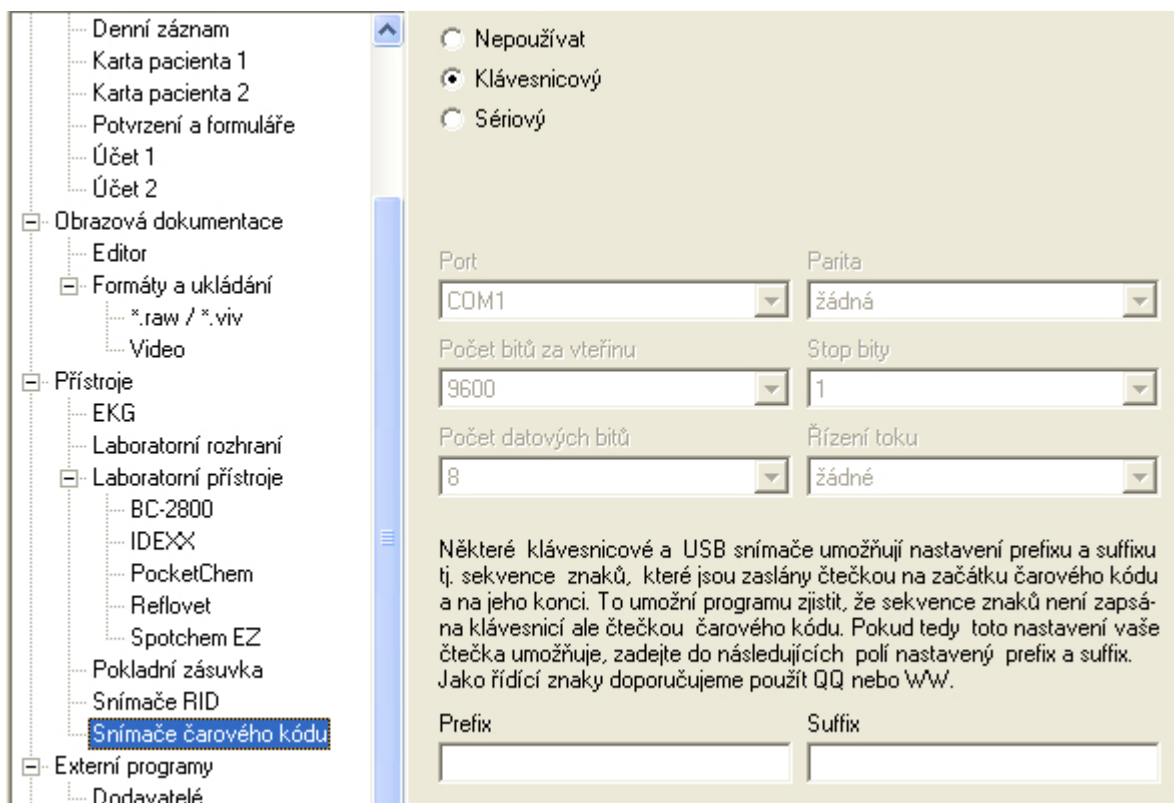 Denní záznam
Karta pacienta 1
Karta pacienta 2
Potvrzení a formuláře
Účet 1
Účet 2
Obrazová dokumentace
Editor
Formáty a ukládání
*.raw / *.viv
Video
Přístroje
EKG
Laboratorní rozhraní
Laboratorní přístroje
BC-2800
IDEXX
PocketChem
Reflovet
Spotchem EZ
Pokladní zásuvka
Snímače RID
Snímače čarového kódu
Externí programy
Dodavatelé
Nepoužívat
Klávesnicový
Sériový
Port
Parita
COM1
žádná
Počet bitů za vteřinu
Stop bity
9600
1
Počet datových bitů
Řízení toku
8
žádné
Některé klávesnicové a USB snímače umožňují nastavení prefixu a suffixu
tj. sekvence znaků, které jsou zaslány čtečkou na začátku čarového kódu
a na jeho konci. To umožní programu zjistit, že sekvence znaků není zapsá-
na klávesnicí ale čtečkou čarového kódu. Pokud tedy toto nastavení vaše
čtečka umožňuje, zadejte do následujících polí nastavený prefix a suffix.
Jako řídící znaky doporučujeme použít QQ nebo WW.
Prefix
Suffix